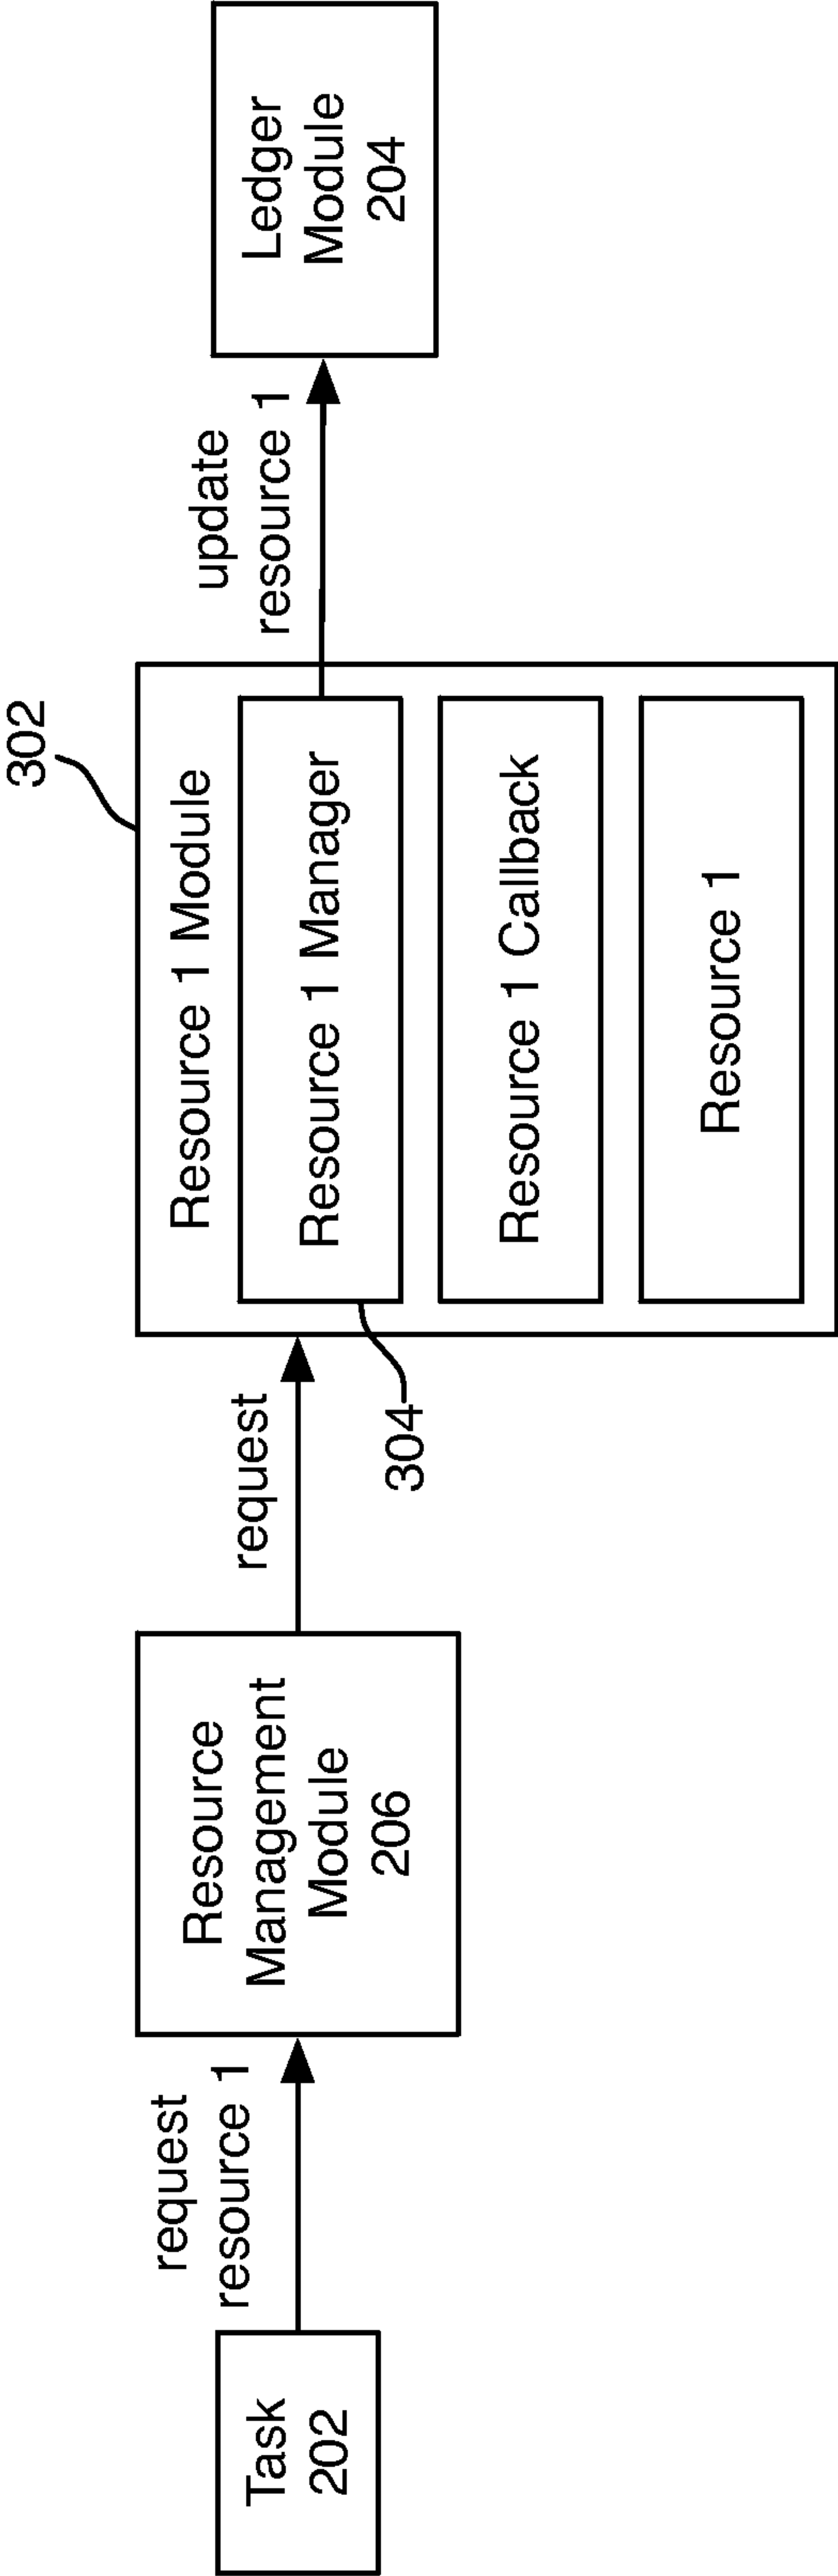 Task
202
request
resource 1
Resource
Management
Module
206
request
302
Resource 1 Module
Resource 1 Manager
304
Resource 1 Callback
Resource 1
update
resource 1
Ledger
Module
204